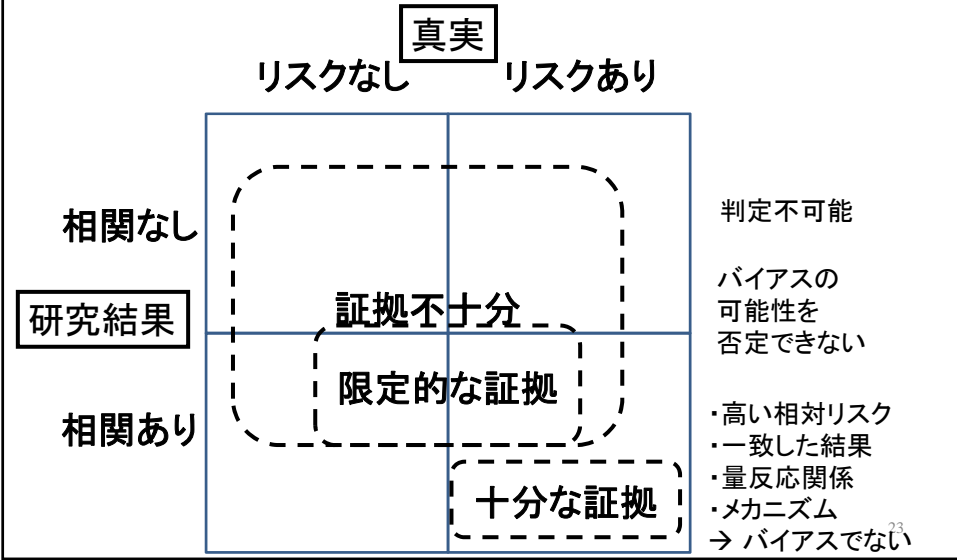 真実
リスクなし リスクあり
相関なし
判定不可能
研究結果
証拠不十分
バイアスの
可能性を
否定できない
相関あり
限定的な証拠
十分な証拠
・高い相対リスク
・一致した結果
・量反応関係
・メカニズム
→ バイアスでない
23